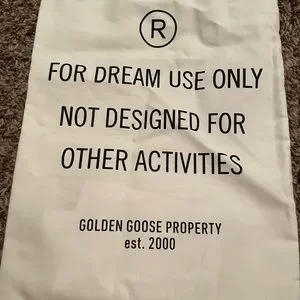 ®
FOR DREAM USE ONLY
NOT DESIGNED FOR
OTHER ACTIVITIES
GOLDEN GOOSE PROPERTY
est. 2000